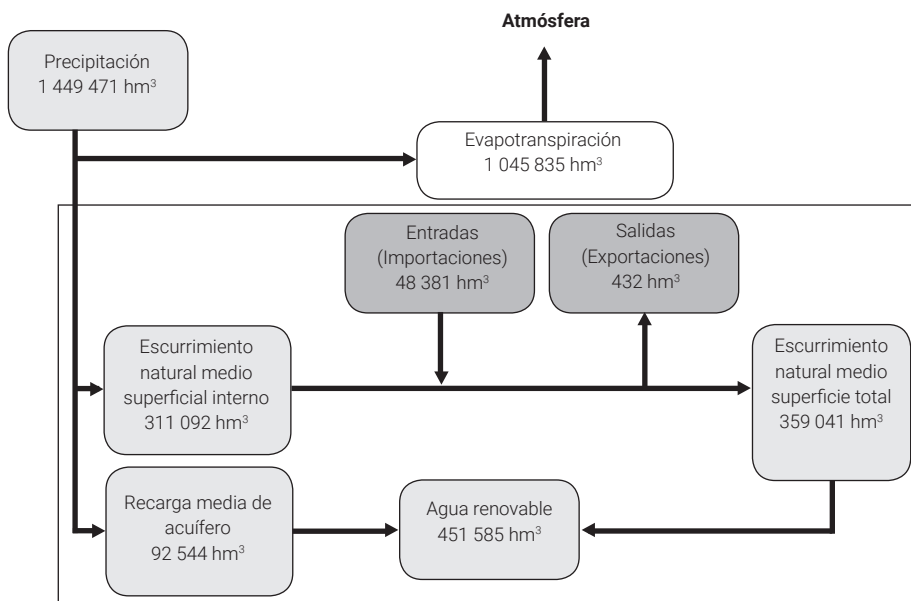 Atmósfera
Precipitación
1 449 471 hm³
Evapotranspiración
1 045 835 hm³
Entradas
(Importaciones)
48 381 hm³
Salidas
(Exportaciones)
432 hm³
Escurrimiento
natural medio
superficial interno
311 092 hm³
Escurrimiento
natural medio
superficie total
359 041 hm³
Recarga media de
acuífero
92 544 hm³
Agua renovable
451 585 hm³